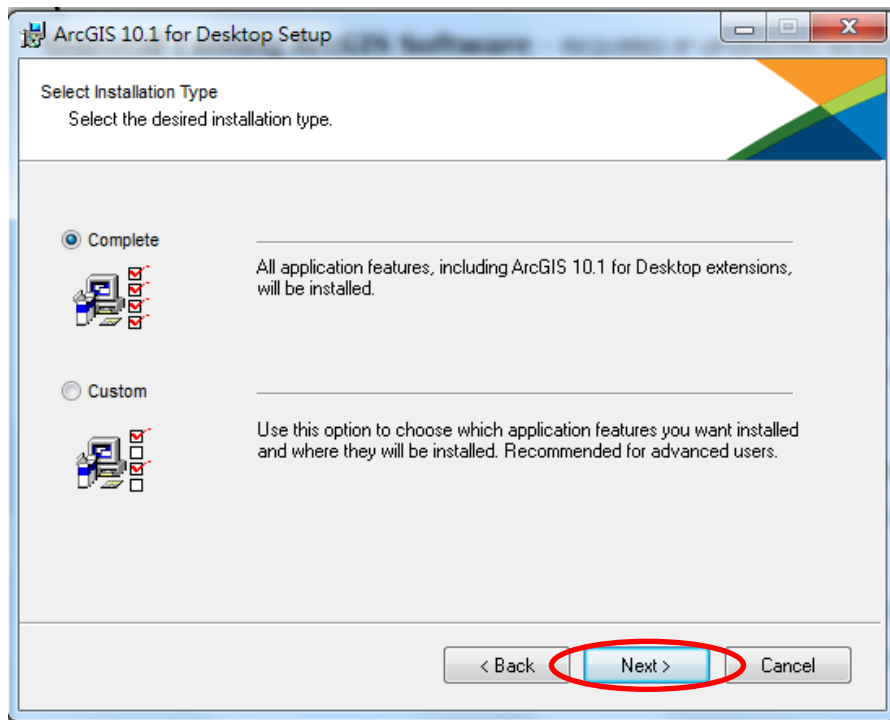 ArcGIS 10.1 for Desktop Setup
Select Installation Type
Select the desired installation type.
Complete
All application features, including ArcGIS 10.1 for Desktop extensions,
will be installed.
Custom
Use this option to choose which application features you want installed
and where they will be installed. Recommended for advanced users.
< Back
Next >
Cancel